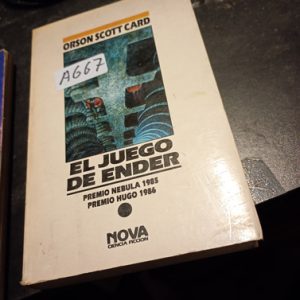 ORSON SCOTT CARD
A667
EL JUEGO
DE ENDER
PREMIO NEBULA 1985
PREMIO HUGO 1986
NOVA
CIENCIA FICCION